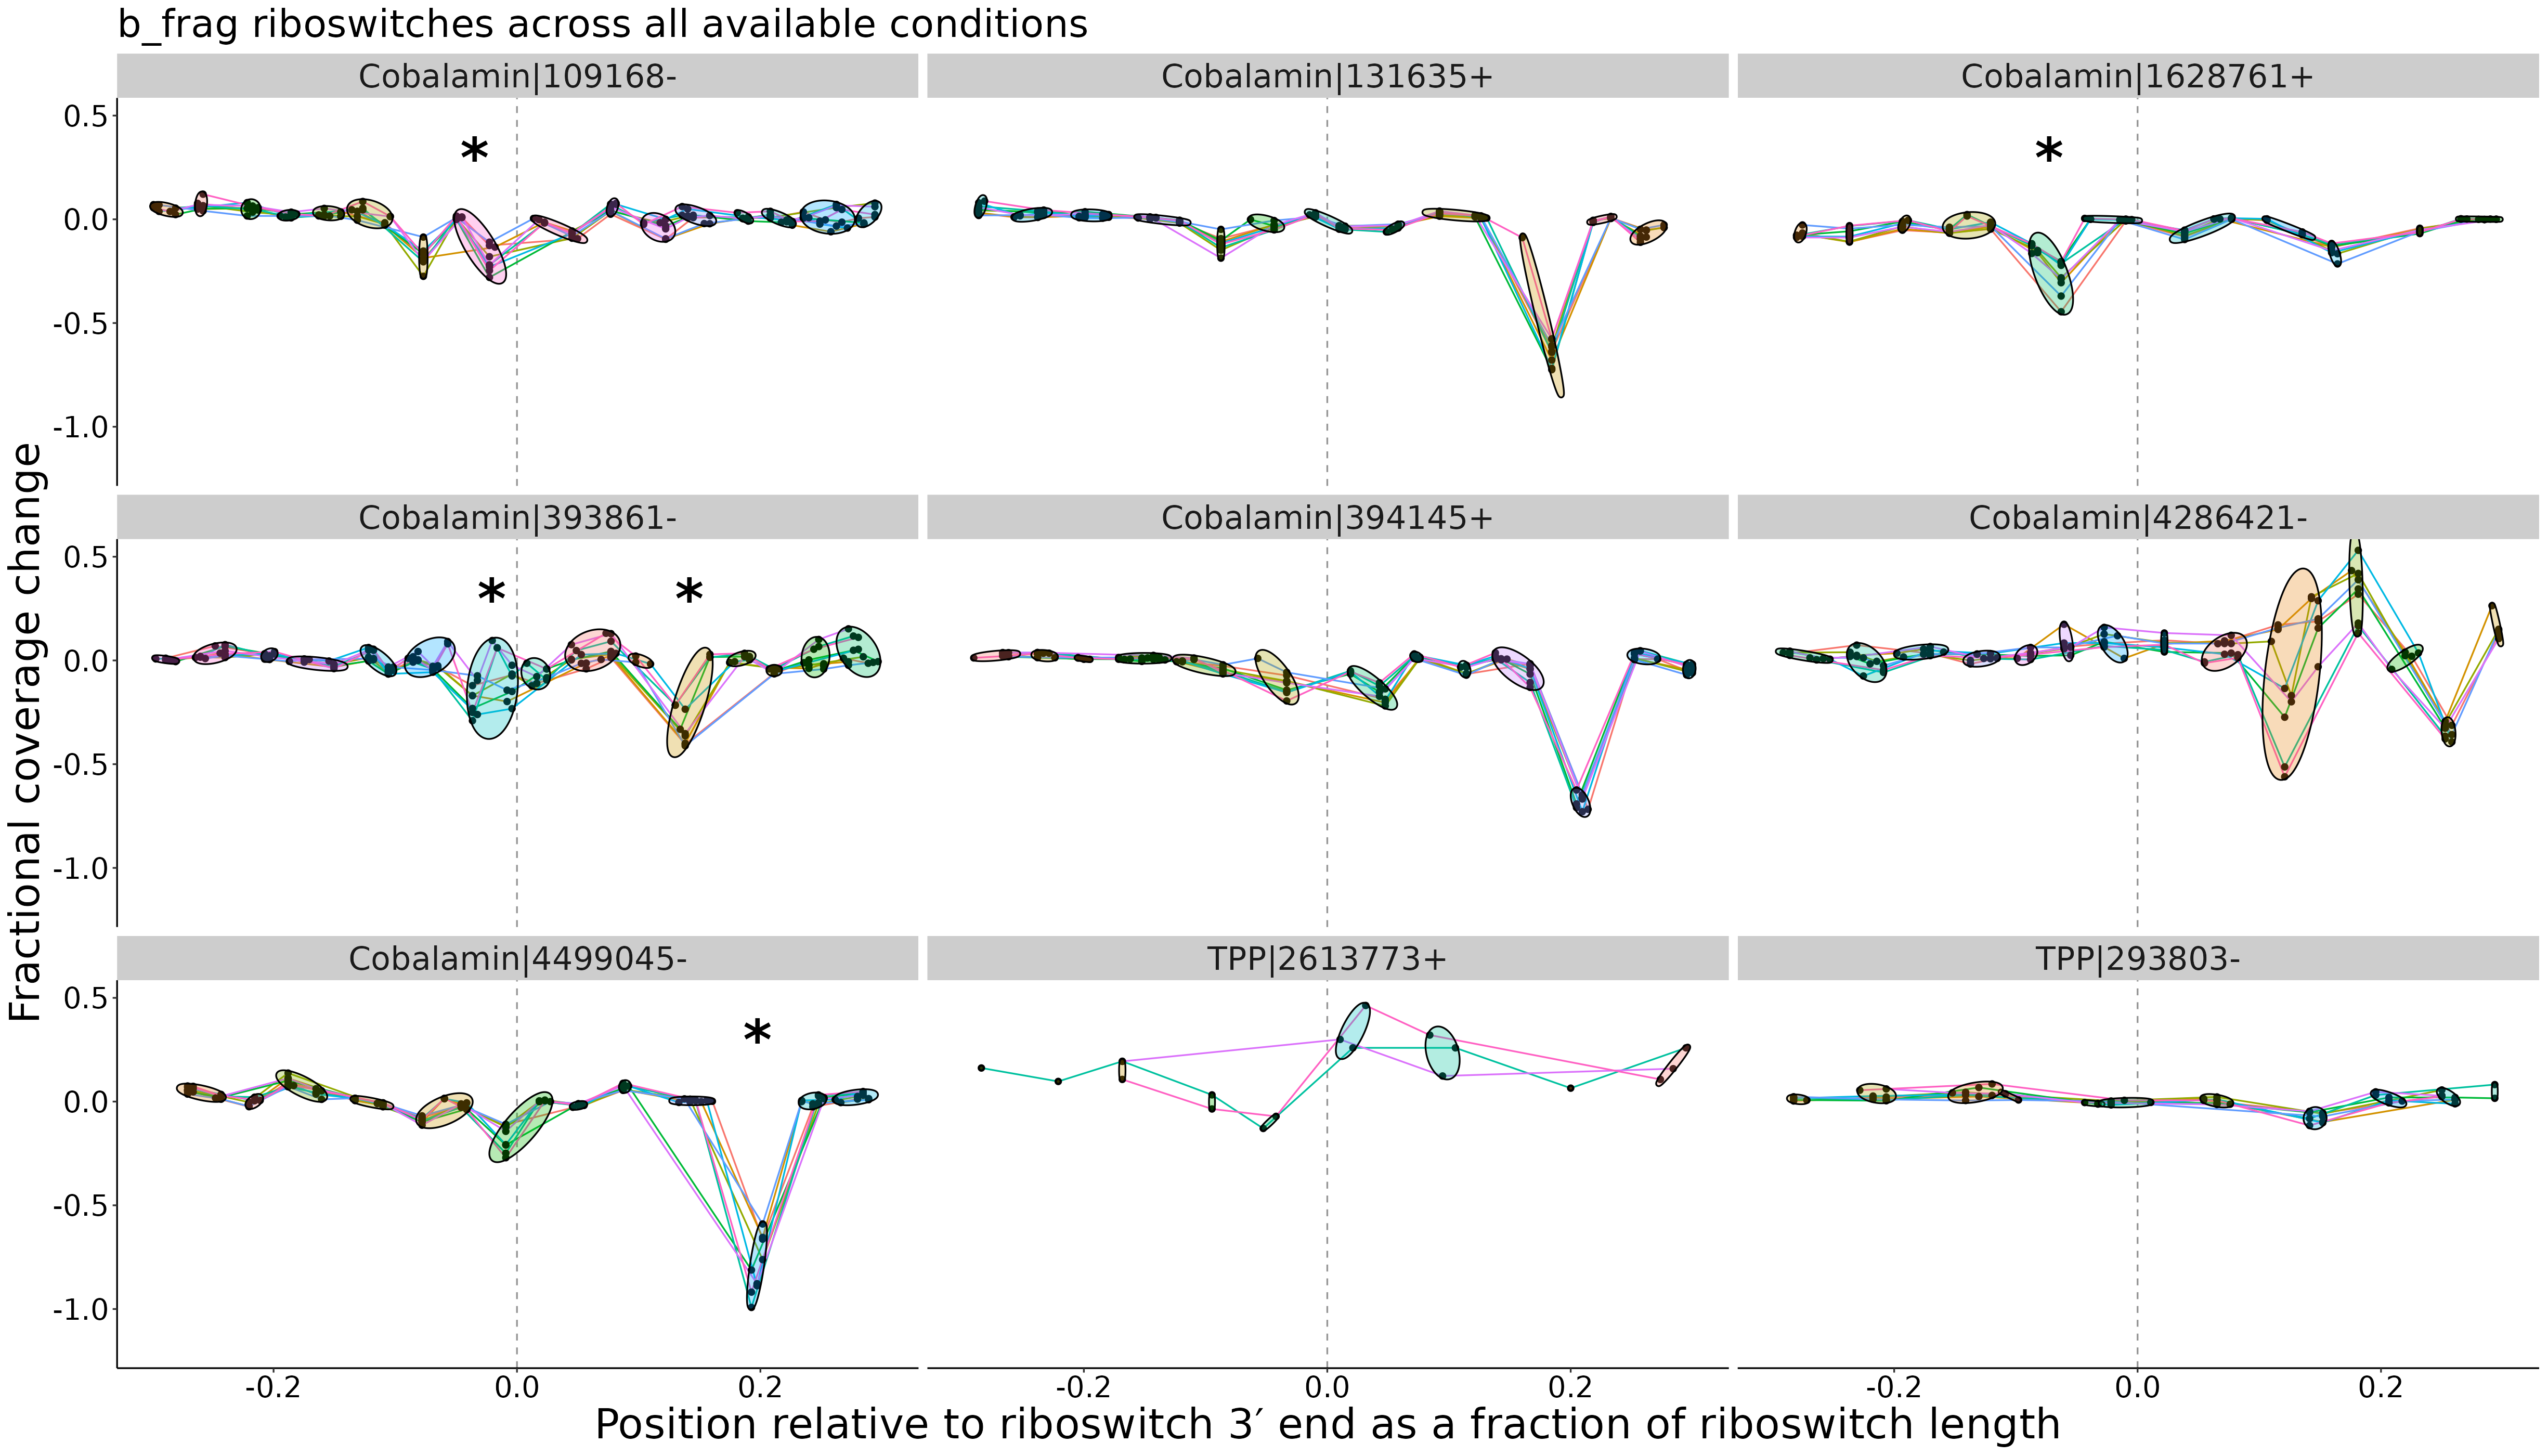 b_frag riboswitches across all available conditions
Cobalamin|109168- Cobalamin|131635+ Cobalamin|1628761+
0.5
*
*
0.0
-0.5
-1.0
Cobalamin|393861- Cobalamin|394145+ Cobalamin|4286421-
0.5
* *
0.0
-0.5
-1.0
Cobalamin|4499045- TPP|2613773+ TPP|293803-
0.5
*
0.0
-0.5
-1.0
-0.2 0.0 0.2 -0.2 0.0 0.2 -0.2 0.0 0.2
Position relative to riboswitch 3′ end as a fraction of riboswitch length
Fractional coverage change